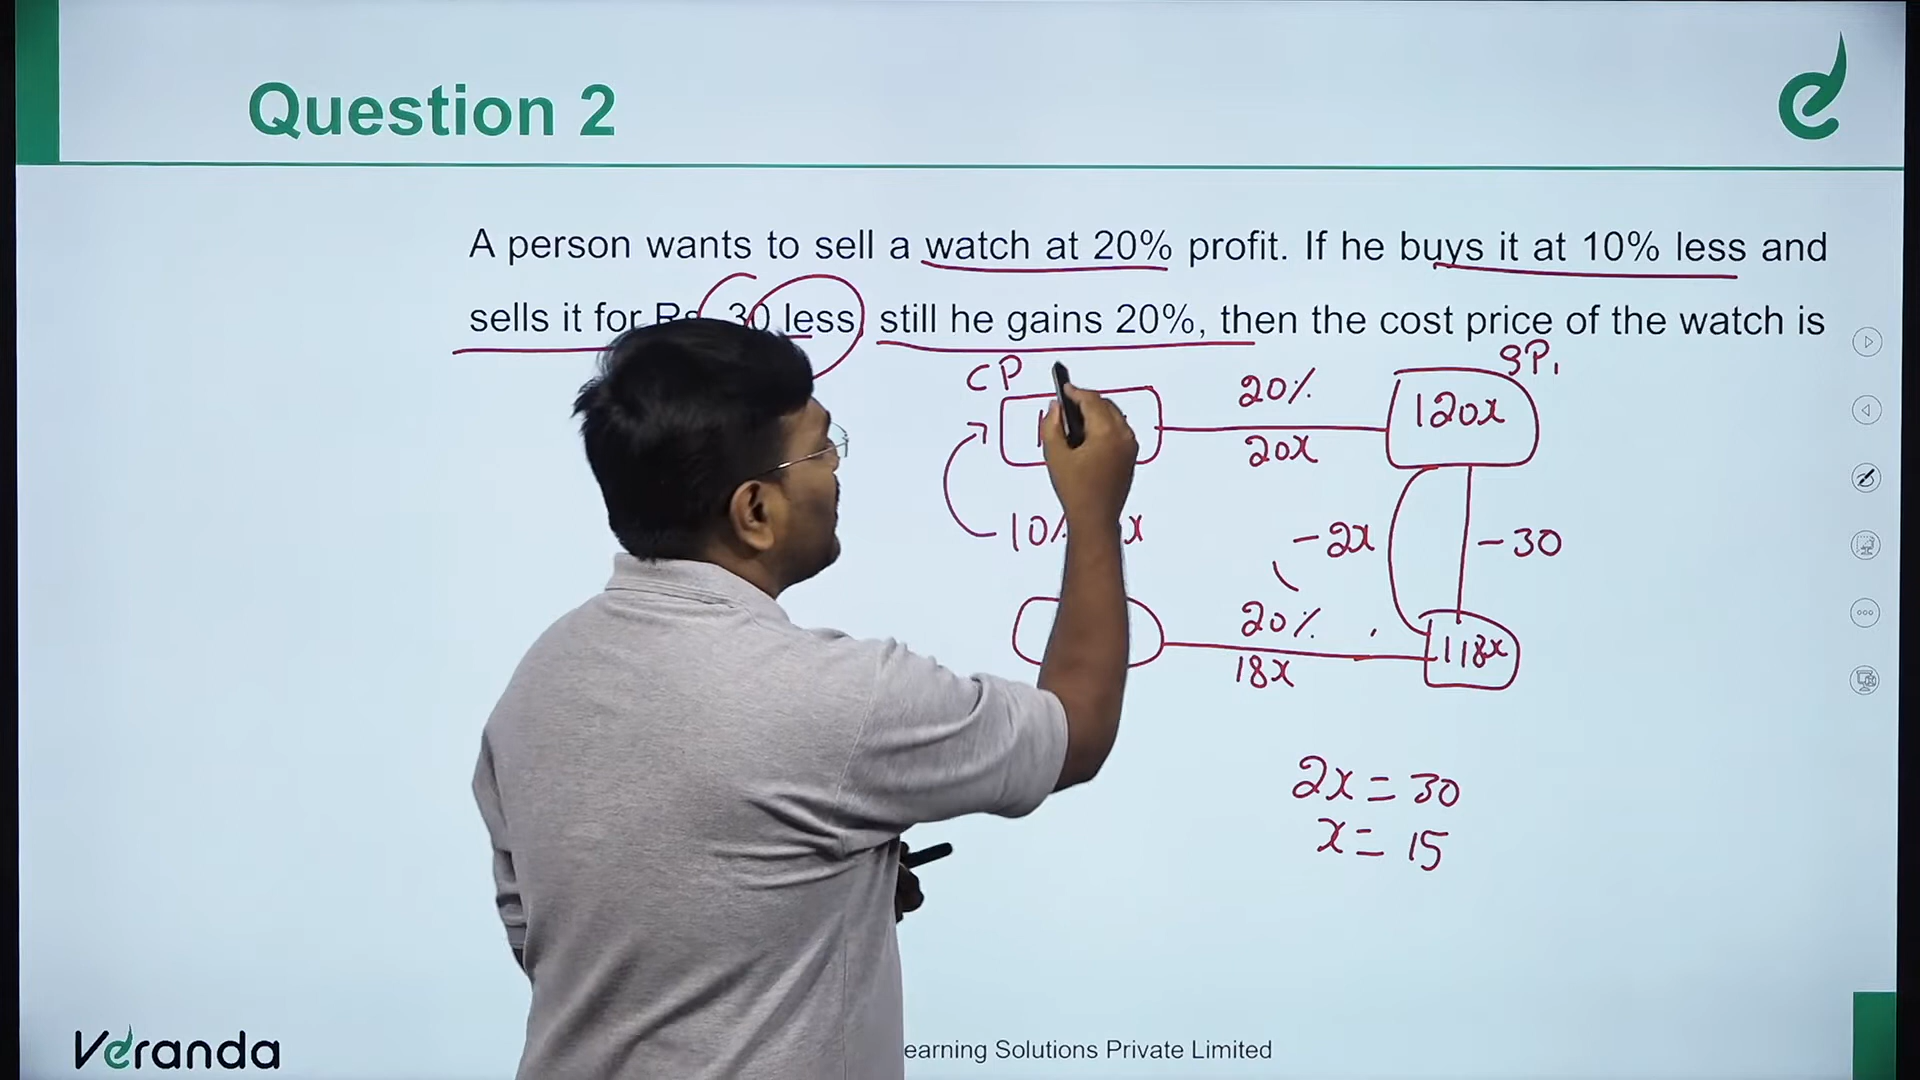 Question 2
A person wants to sell a watch at 20% profit. If he buys it at 10% less and
sells it for 30 less, still he gains 20%, then the cost price of the watch is
CP
20%
SP₁
120x
20x
10%
x
-2x
-30
20%
18x
118x
2x = 30
x = 15
Veranda
earning Solutions Private Limited